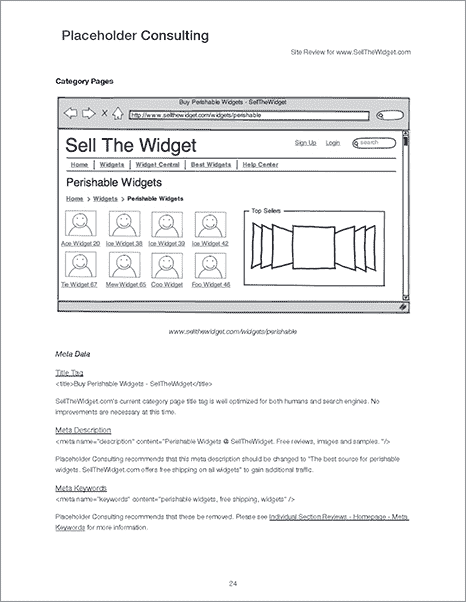 Placeholder Consulting
Site Review for www.SellTheWidget.com
Category Pages
Buy Perishable Widgets - SellTheWidget
http://www.sellthewidget.com/widgets/perishable
Sell The Widget
Sign Up Login search
Home Widgets Widget Central Best Widgets Help Center
Perishable Widgets
Home > Widgets > Perishable Widgets
Top Sellers
Ace Widget 20 Ice Widget 38 Ice Widget 39 Ice Widget 42
Tie Widget 67 Mew Widget 65 Coo Widget Foo Widget 48
www.sellthewidget.com/widgets/perishable
Meta Data
Title Tag
<title>Buy Perishable Widgets - SellTheWidget</title>
SellTheWidget.com's current category page title tag is well optimized for both humans and search engines. No
improvements are necessary at this time.
Meta Description
<meta name="description" content="Perishable Widgets @ SellTheWidget. Free reviews, images and samples. "/>
Placeholder Consulting recommends that this meta description should be changed to "The best source for perishable
widgets. SellTheWidget.com offers free shipping on all widgets" to gain additional traffic.
Meta Keywords
<meta name="keywords" content="perishable widgets, free shipping, widgets" />
Placeholder Consulting recommends that these be removed. Please see Individual Section Reviews - Homepage - Meta
Keywords for more information.
24